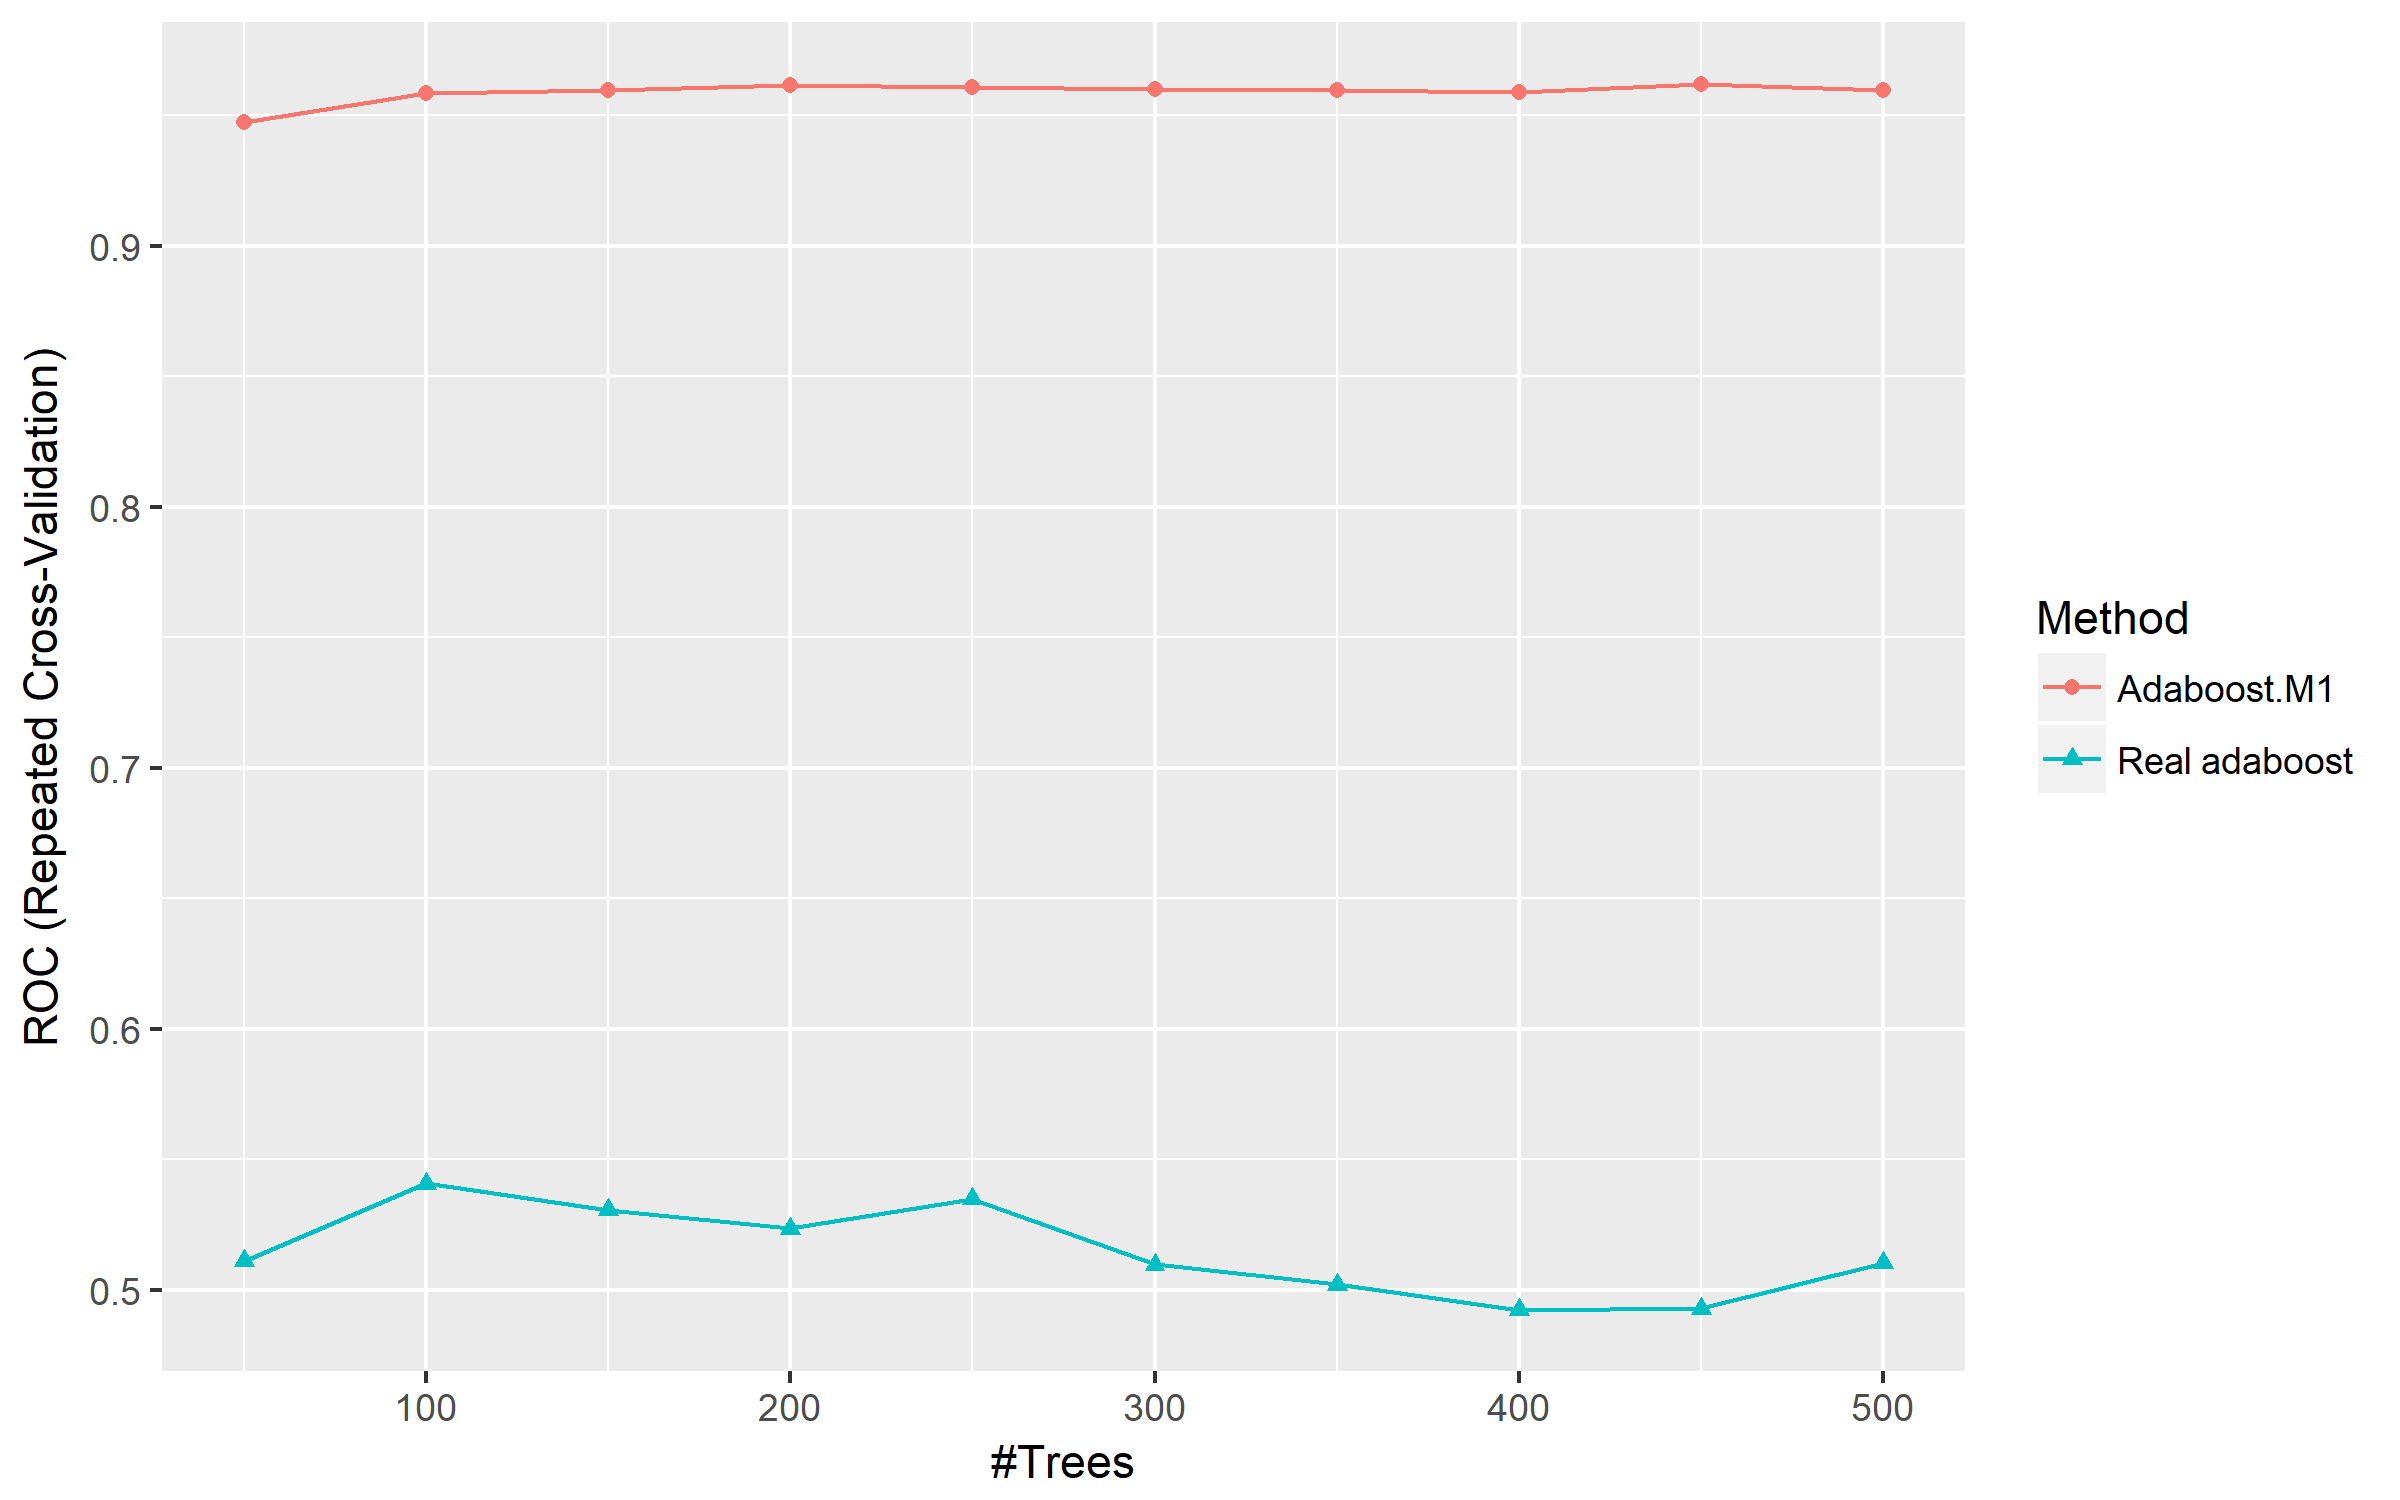 ROC (Repeated Cross-Validation)
0.9
0.8
0.7
0.6
0.5
100 200 300 400 500
#Trees
Method
Adaboost.M1
Real adaboost